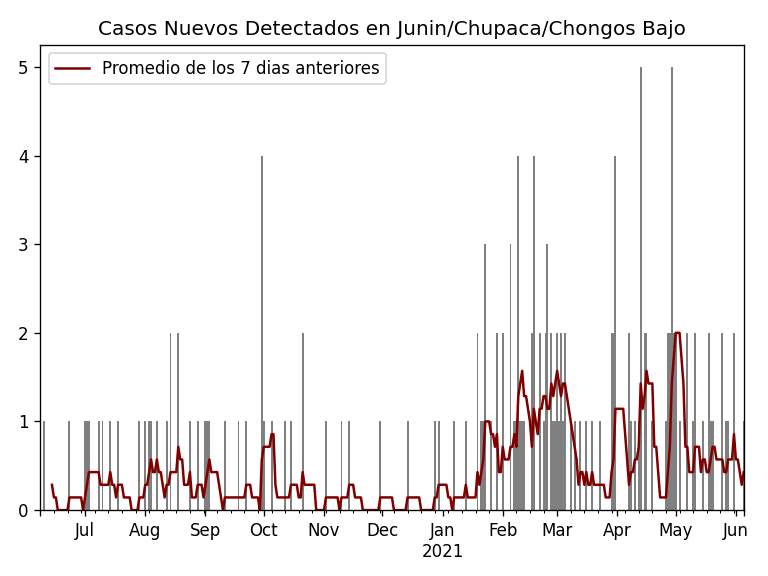 Casos Nuevos Detectados en Junin/Chupaca/Chongos Bajo
Promedio de los 7 dias anteriores
5
4
3
2
1
0
Jul Aug Sep Oct Nov Dec Jan Feb Mar Apr May Jun
2021